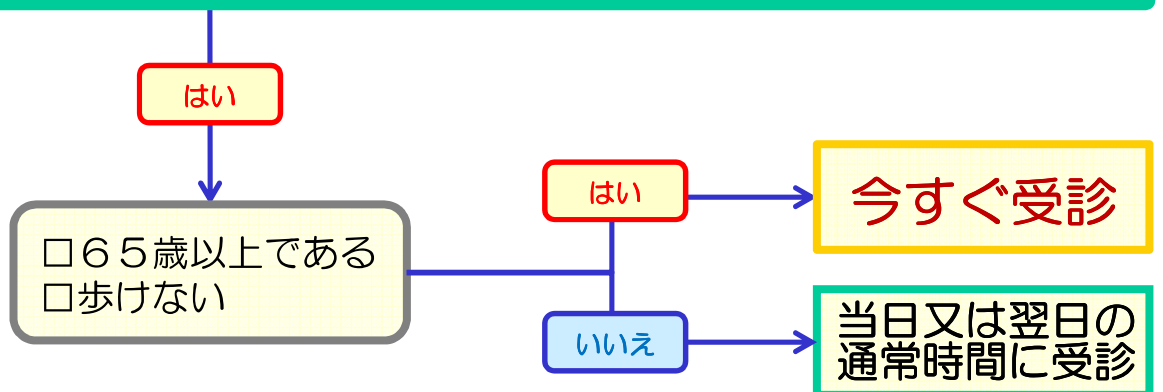 はい
□６５歳以上である
□歩けない
はい
今すぐ受診
いいえ
当日又は翌日の
通常時間に受診